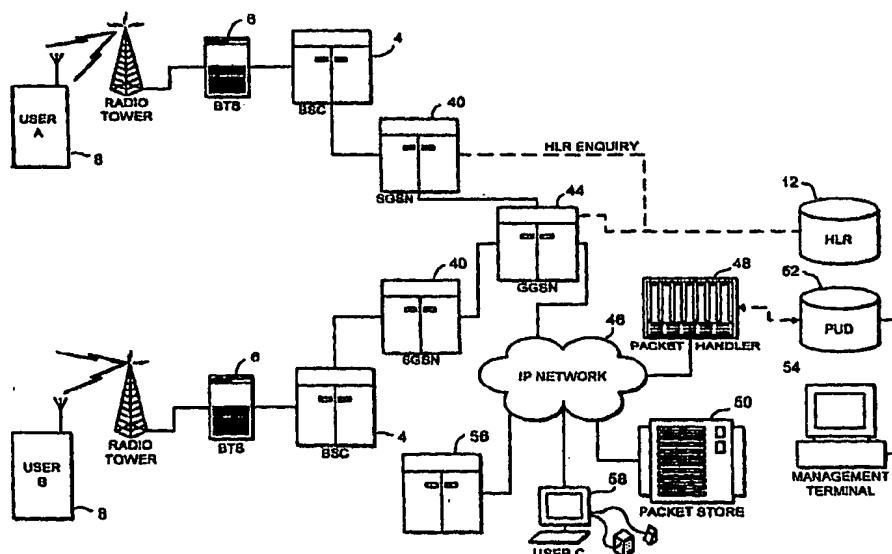 6
4
USER A
8
RADIO TOWER
BTS
BSC
40
SGSN
HLR ENQUIRY
44
GGSN
12
HLR
40
SGSN
48
PACKET HANDLER
62
PUD
46
IP NETWORK
54
MANAGEMENT TERMINAL
USER B
8
RADIO TOWER
6
BTS
BSC
4
56
58
USER C
50
PACKET STORE